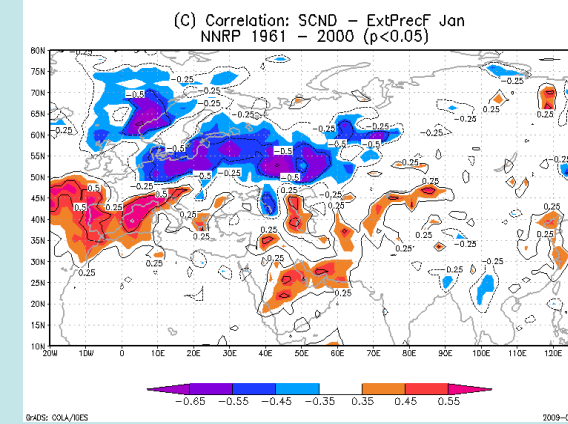 (C) Correlation: SCND – ExtPrecF Jan
NNRP 1961 – 2000 (p<0.05)
80N
75N
70N
65N
60N
55N
50N
45N
40N
35N
30N
25N
20N
15N
10N
20W 10W 0 10E 20E 30E 40E 50E 60E 70E 80E 90E 100E 110E 120E
−0.65 −0.55 −0.45 −0.35 0.35 0.45 0.55
GrADS: COLA/IGES
2009-0